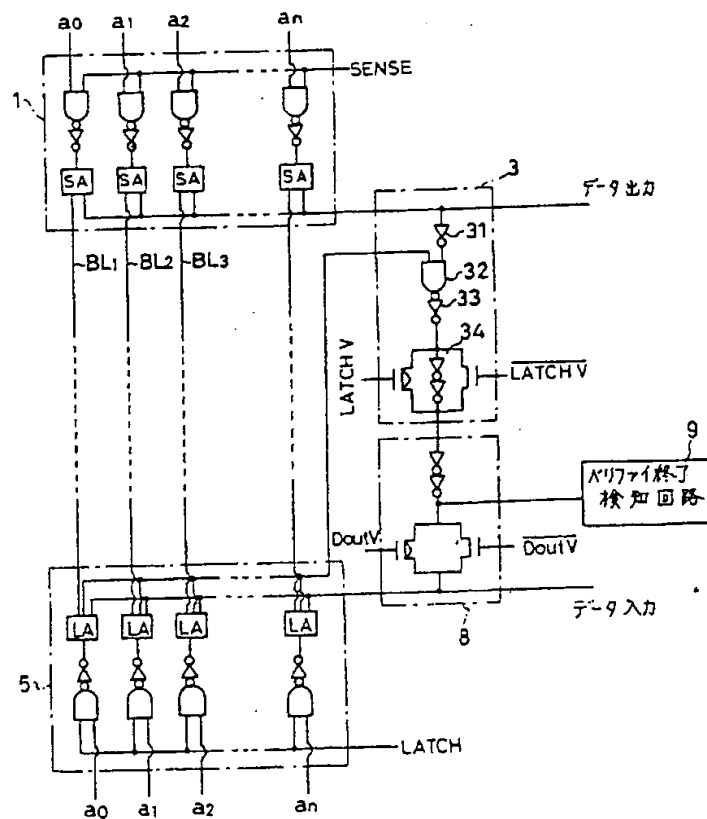 a0 a1 a2 an
SENSE
1
SA SA SA SA
3
データ出力
31
BL1 BL2 BL3
32
33
34
LATCH V
LATCH V
9
ベリファイ終了
検知回路
DoutV
DoutV
データ入力
LA LA LA LA
8
5
LATCH
a0 a1 a2 an